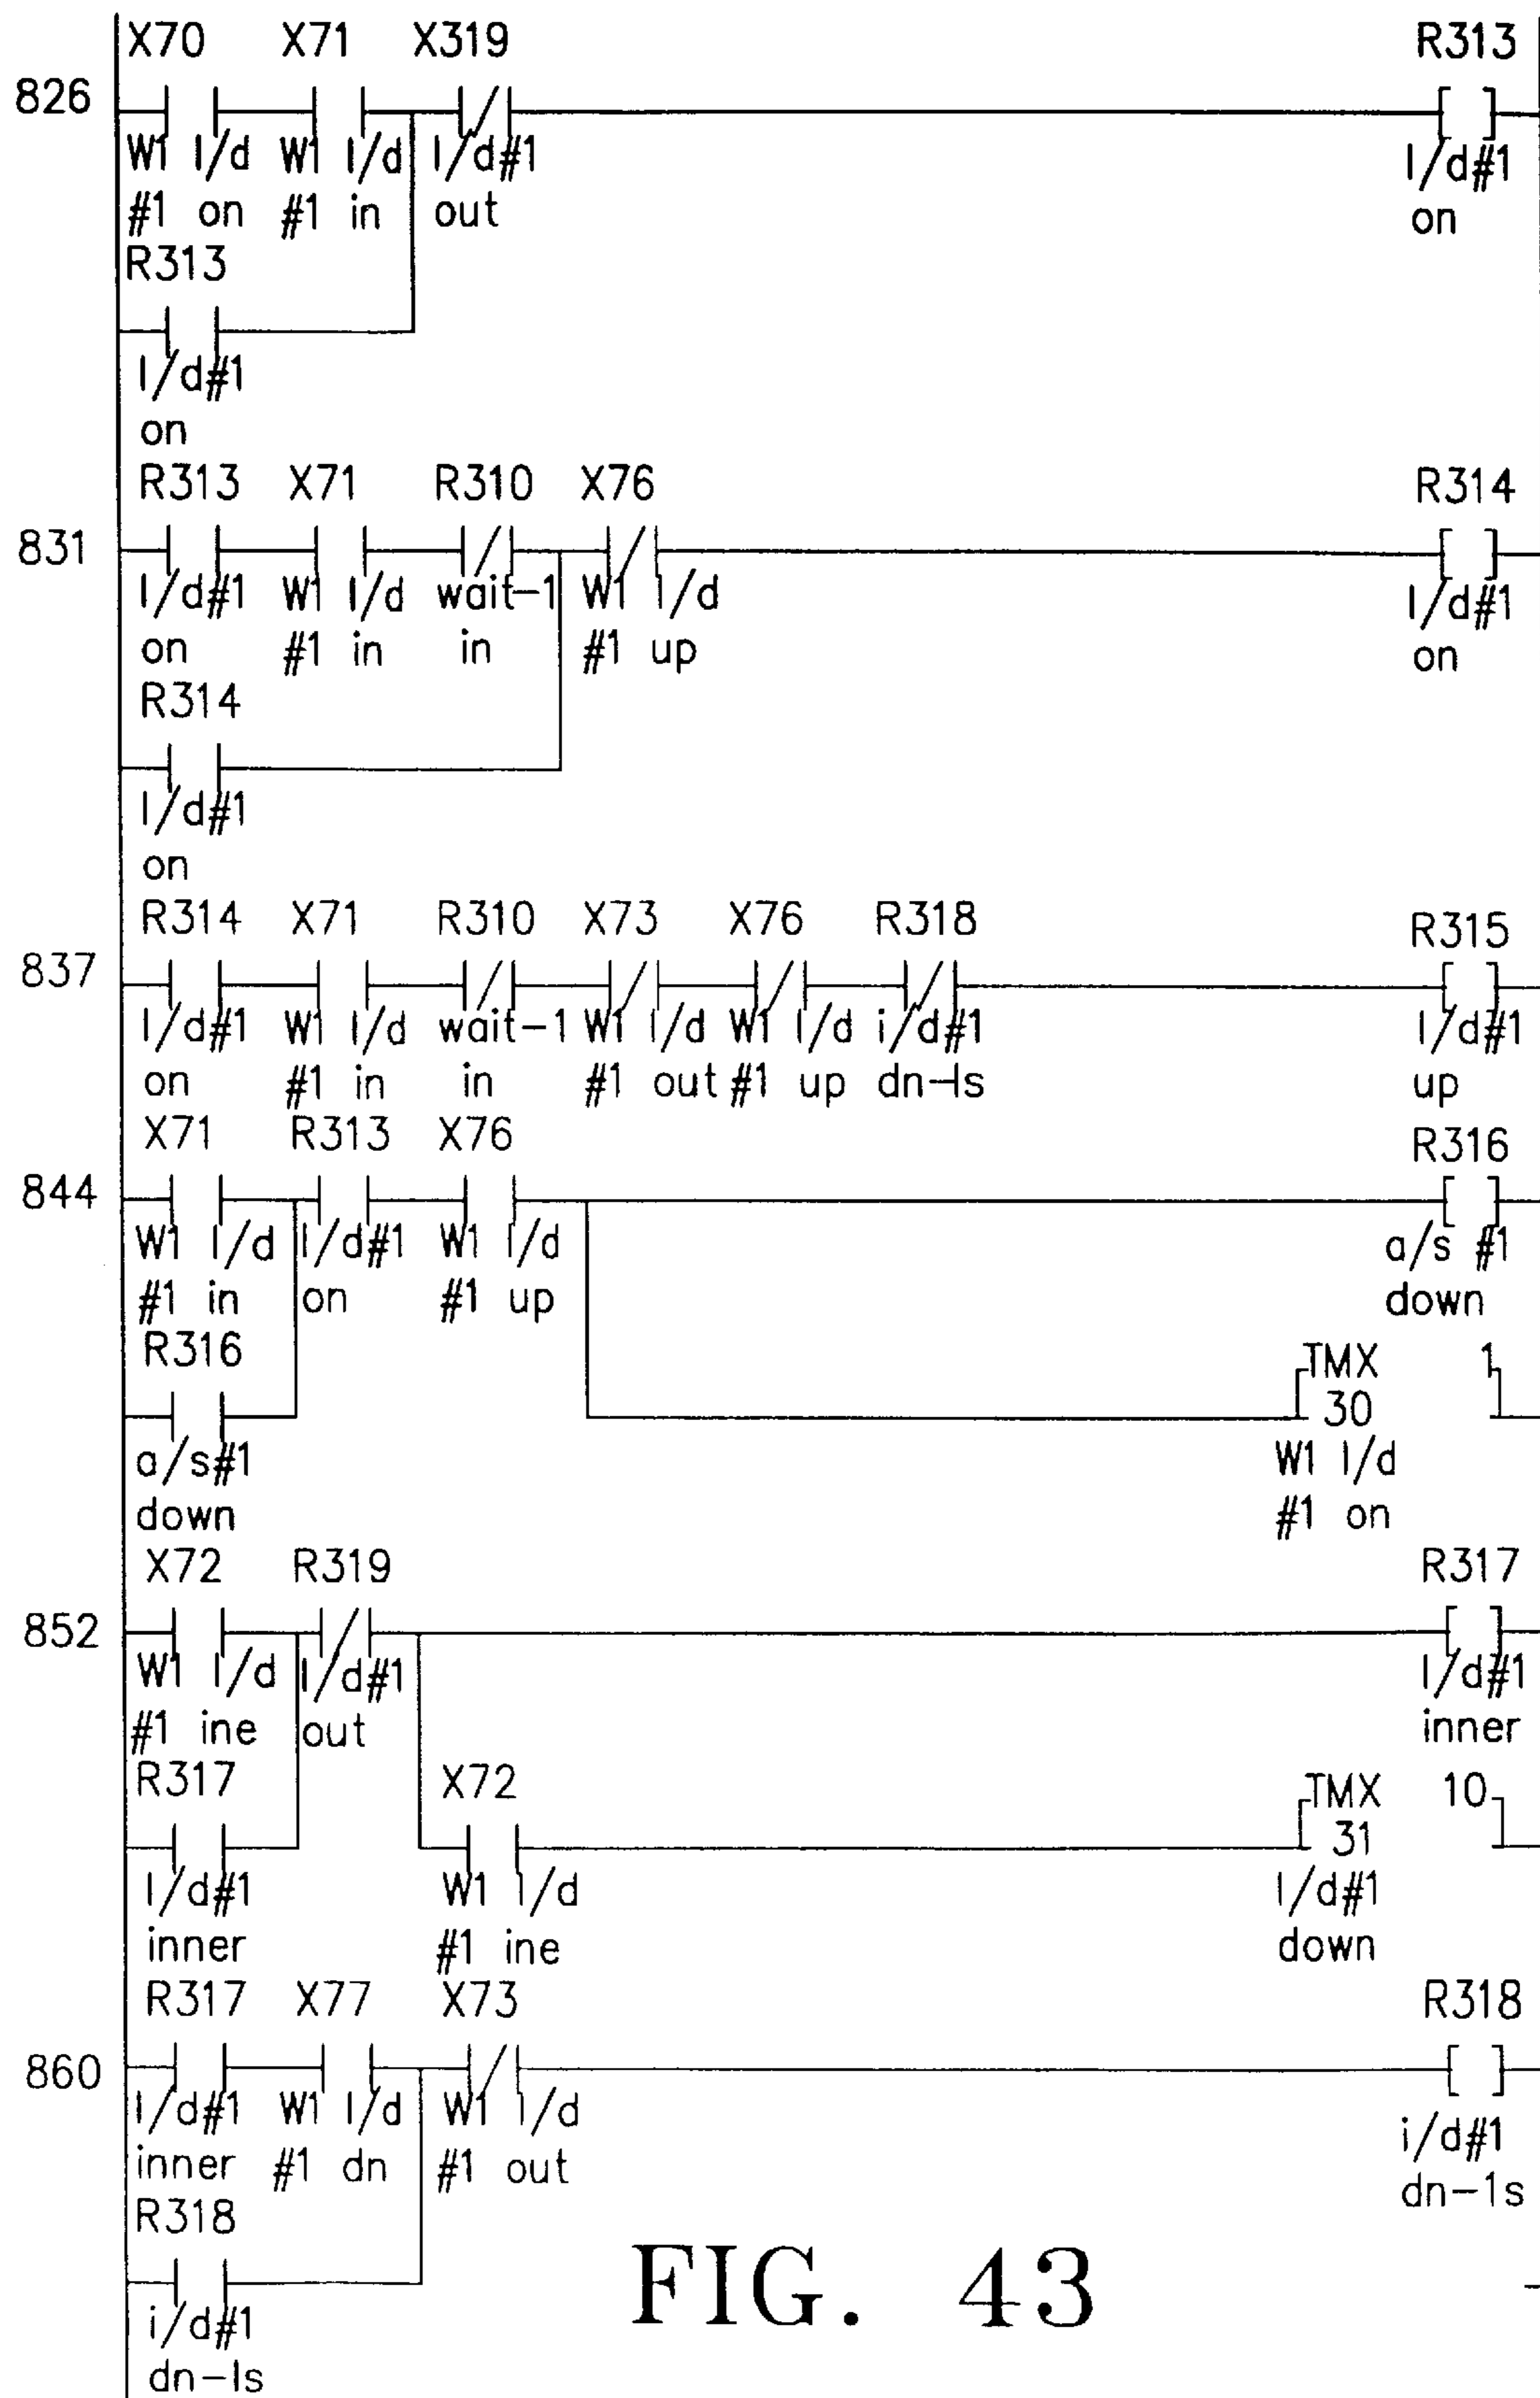 X70 X71 X319 R313
826
W1 l/d W1 l/d l/d#1 l/d#1
#1 on #1 in out on
R313
l/d#1
on
R313 X71 R310 X76 R314
831
l/d#1 W1 l/d wait-1 W1 l/d l/d#1
on #1 in in #1 up on
R314
l/d#1
on
R314 X71 R310 X73 X76 R318 R315
837
l/d#1 W1 l/d wait-1 W1 l/d W1 l/d i/d#1 l/d#1
on #1 in in #1 out #1 up dn-ls up
X71 R313 X76 R316
844
W1 l/d l/d#1 W1 l/d a/s #1
#1 in on #1 up down
R316 TMX 1
30
a/s#1 W1 l/d
down #1 on
X72 R319 R317
852
W1 l/d l/d#1 l/d#1
#1 ine out inner
R317 X72 TMX 10
31
l/d#1 W1 l/d l/d#1
inner #1 ine down
R317 X77 X73 R318
860
l/d#1 W1 l/d W1 l/d i/d#1
inner #1 dn #1 out dn-1s
R318
i/d#1
dn-ls
FIG. 43